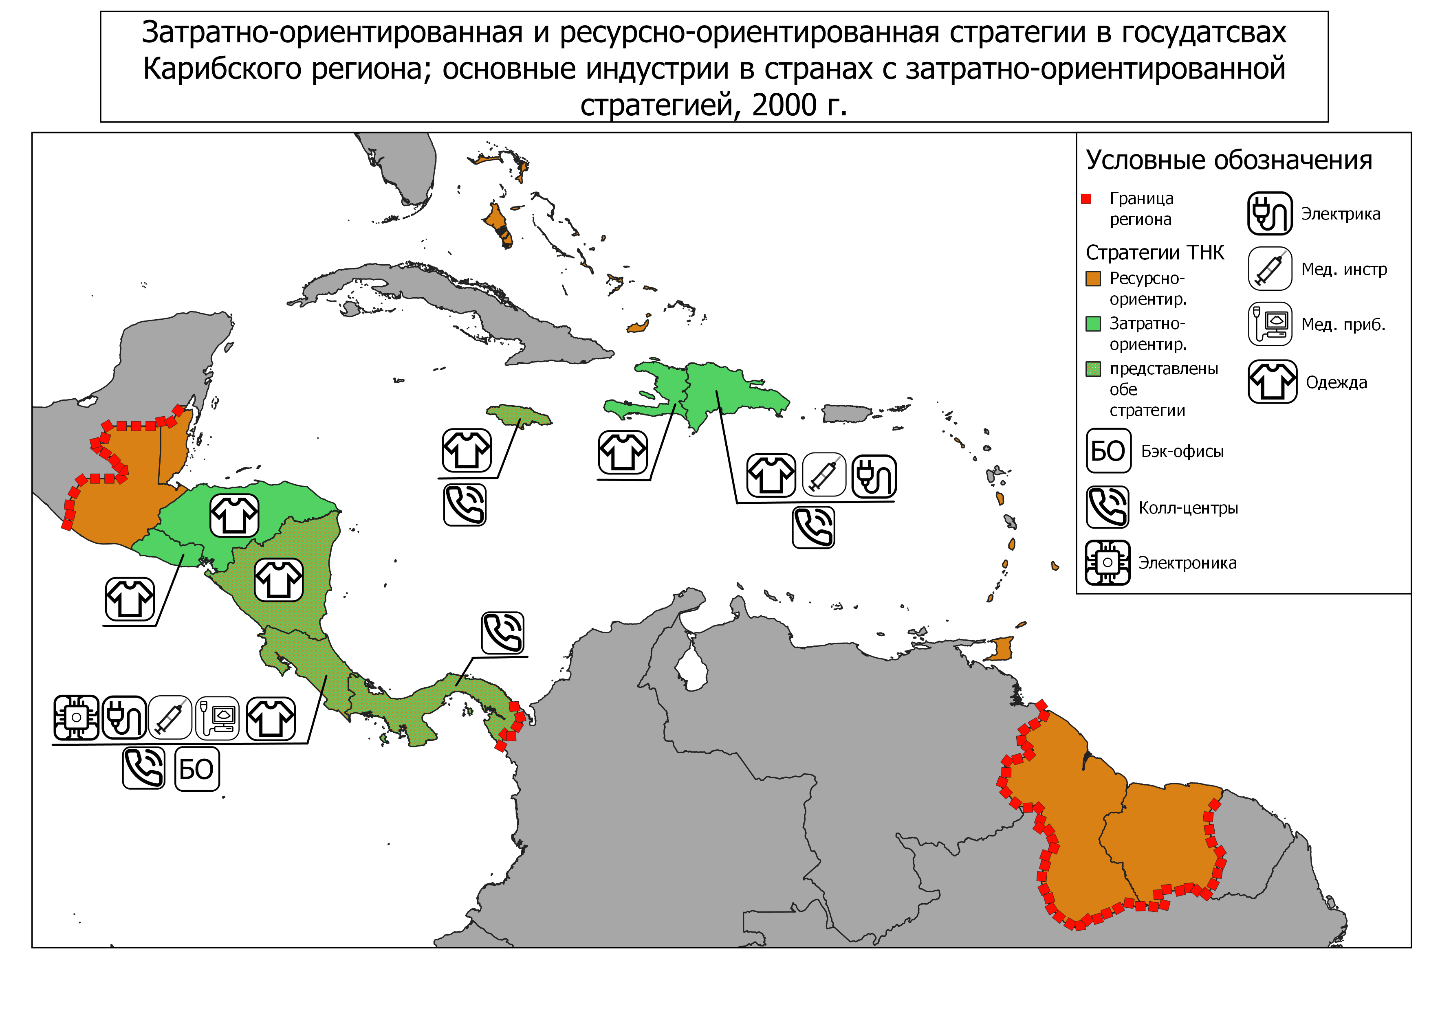 Затратно-ориентированная и ресурсно-ориентированная стратегии в госудатсвах
Карибского региона; основные индустрии в странах с затратно-ориентированной
стратегией, 2000 г.
Условные обозначения
Граница
региона
Стратегии ТНК
Ресурсно-
ориентир.
Затратно-
ориентир.
представлены
обе
стратегии
БО Бэк-офисы
Колл-центры
Электроника
Электрика
Мед. инстр
Мед. приб.
Одежда
БО